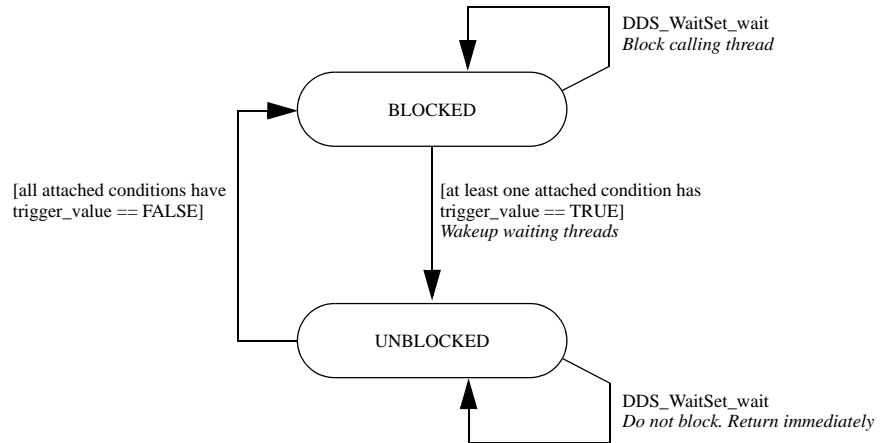 DDS_WaitSet_wait
Block calling thread
BLOCKED
[all attached conditions have
trigger_value == FALSE]
[at least one attached condition has
trigger_value == TRUE]
Wakeup waiting threads
UNBLOCKED
DDS_WaitSet_wait
Do not block. Return immediately